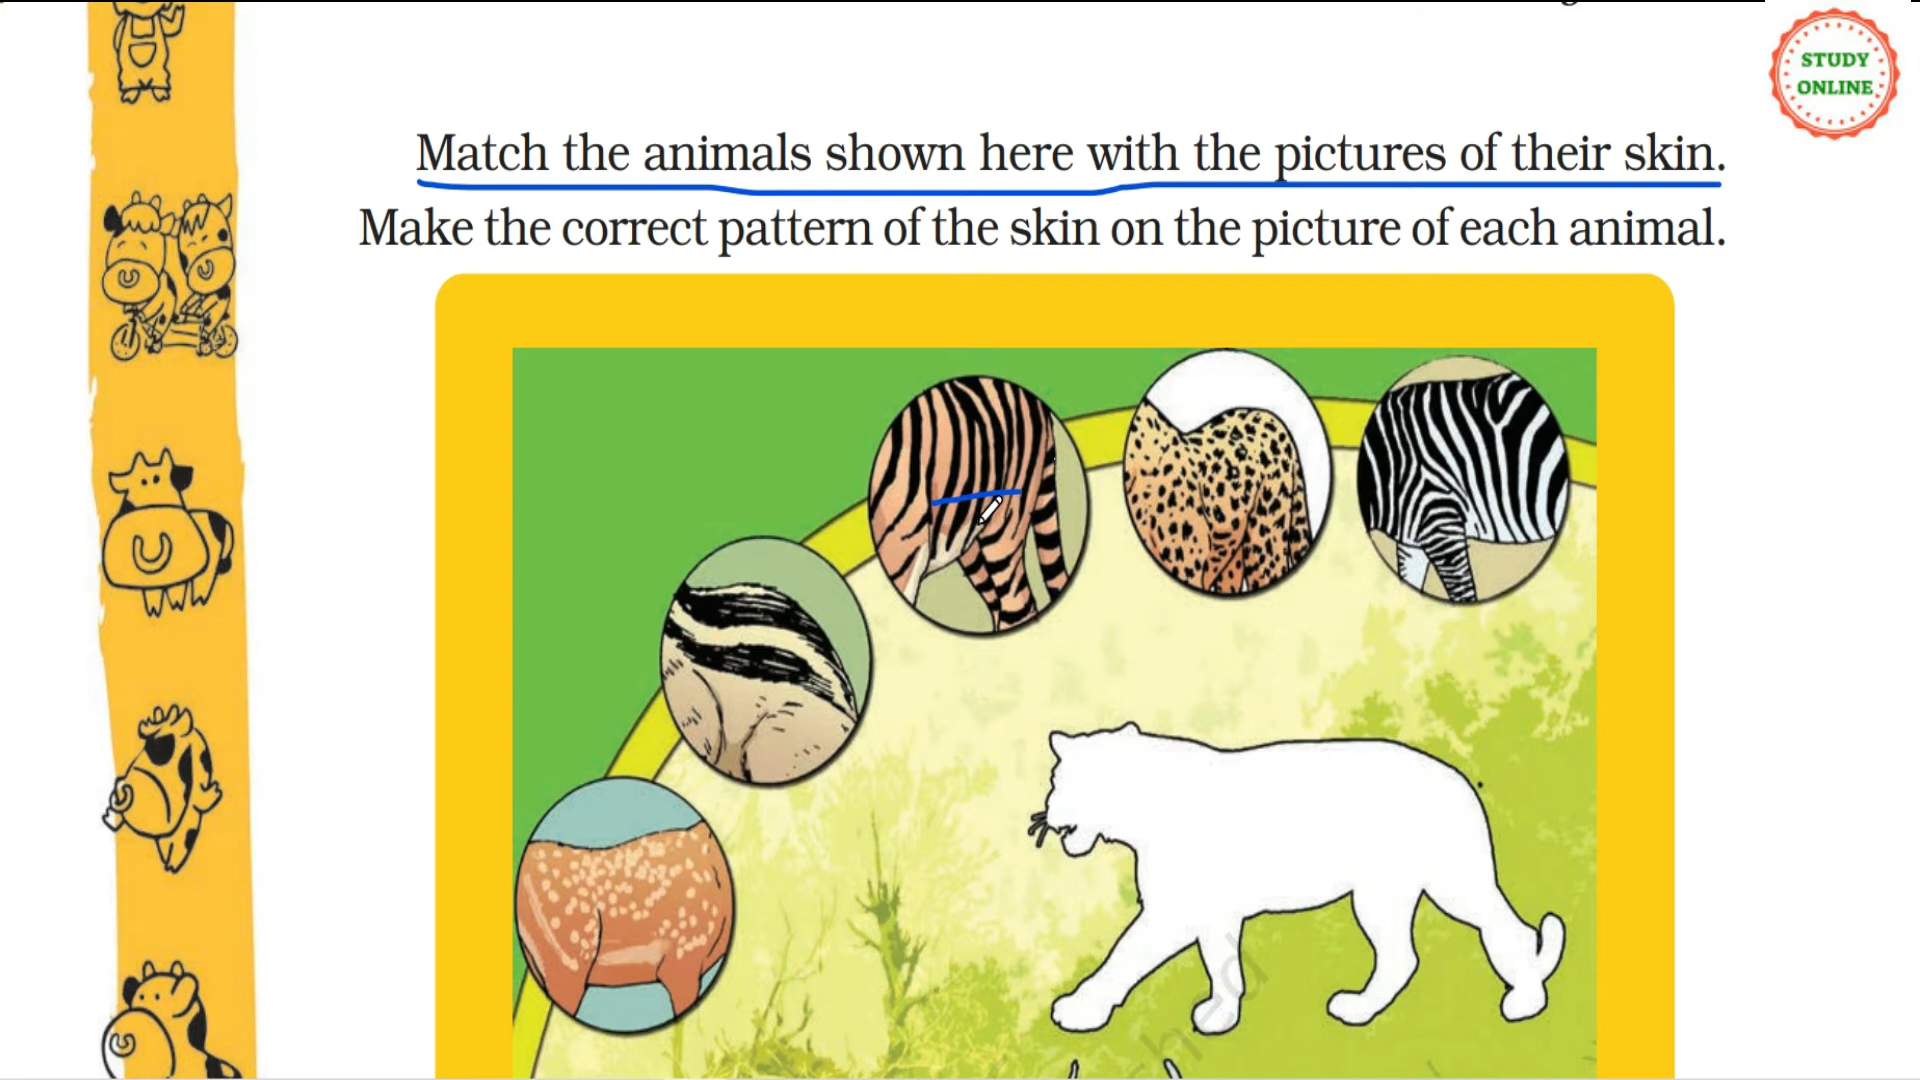 STUDY
ONLINE
Match the animals shown here with the pictures of their skin.
Make the correct pattern of the skin on the picture of each animal.